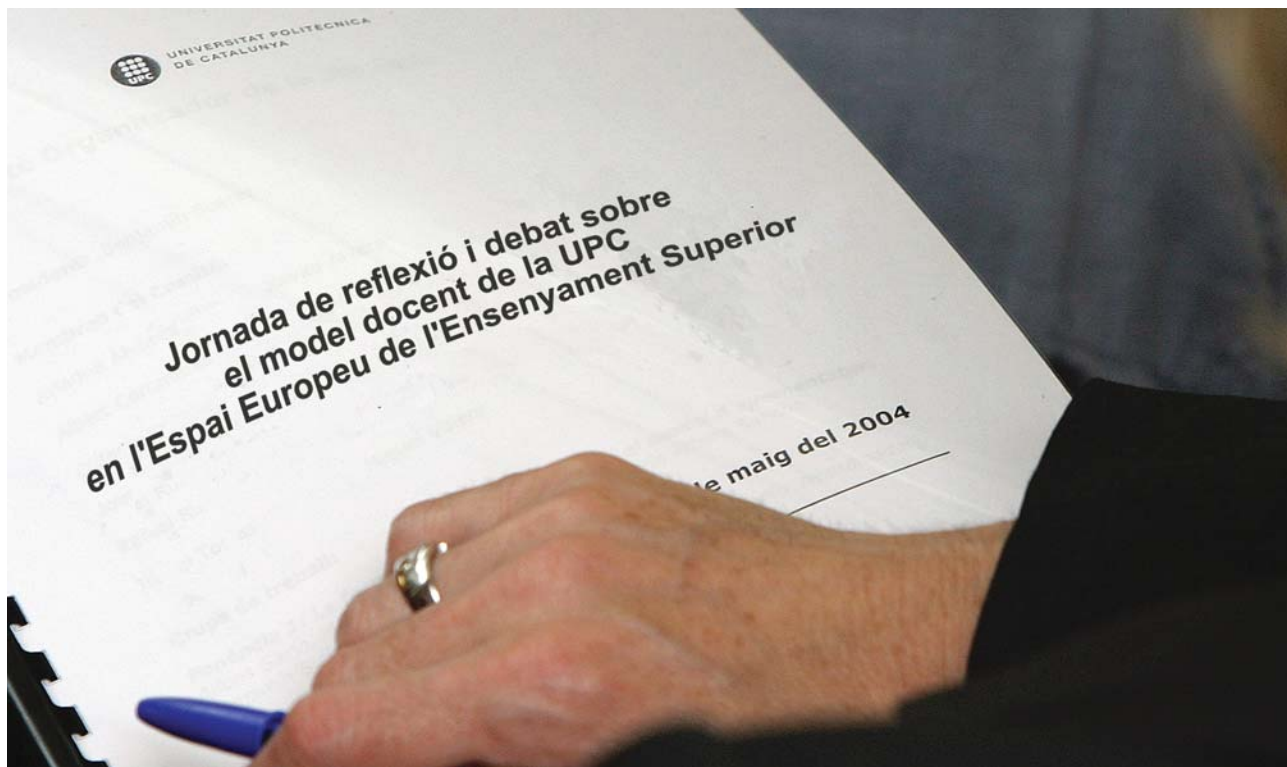 UNIVERSITAT POLITÈCNICA
DE CATALUNYA
UPC
Jornada de reflexió i debat sobre
el model docent de la UPC
en l'Espai Europeu de l'Ensenyament Superior
maig del 2004